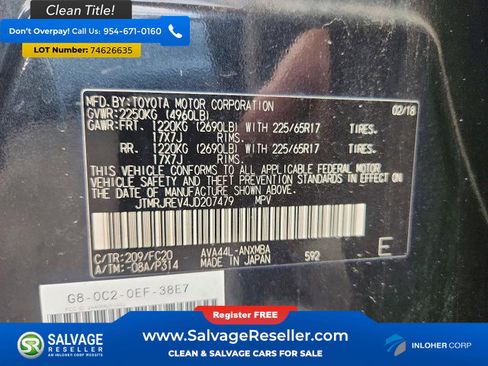 Clean Title!
Don't Overpay! Call Us: 954-671-0160
LOT Number: 74626635
MFD. BY: TOYOTA MOTOR CORPORATION 02/18
GVWR: 2250KG (4960LB)
GAWR: FRT. 1220KG (2690LB) WITH 225/65R17 TIRES.
17X7J RIMS.
RR. 1220KG (2690LB) WITH 225/65R17 TIRES.
17X7J RIMS.
THIS VEHICLE CONFORMS TO ALL APPLICABLE FEDERAL MOTOR
VEHICLE SAFETY AND THEFT PREVENTION STANDARDS IN EFFECT ON
THE DATE OF MANUFACTURE SHOWN ABOVE.
JTMRJREV4JD207479 MPV
C/TR: 209/FC20 AVA44L-ANXMBA E
A/TM: -08A/P314 MADE IN JAPAN 592
G8-0C2-0EF-38E7
Register FREE!
SALVAGE RESELLER
AN INLOHER CORP WEBSITE
www.SalvageReseller.com
CLEAN & SALVAGE CARS FOR SALE
INLOHER CORP.